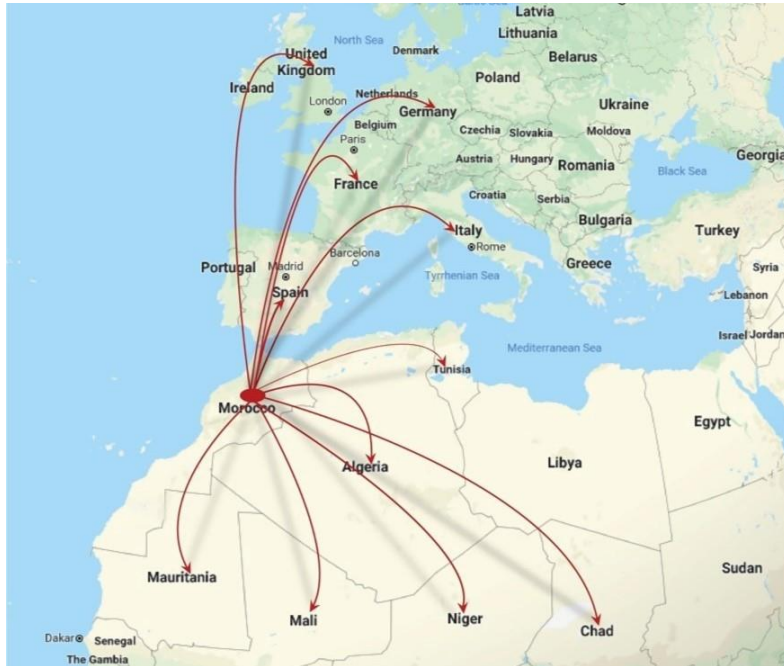 Latvia
North Sea
Lithuania
Denmark
United
Kingdom
Belarus
Ireland
Poland
Netherlands
London
Germany
Ukraine
Belgium
Czechia
Slovakia
Moldova
Paris
Georgia
Austria
Hungary
Romania
Black Sea
France
Croatia
Serbia
Bulgaria
Italy
Turkey
Rome
Barcelona
Portugal
Madrid
Greece
Syria
Tyrrhenian Sea
Spain
Lebanon
Israel
Jordan
Mediterranean Sea
Tunisia
Morocco
Egypt
Algeria
Libya
Sudan
Mauritania
Mali
Niger
Chad
Dakar
Senegal
The Gambia